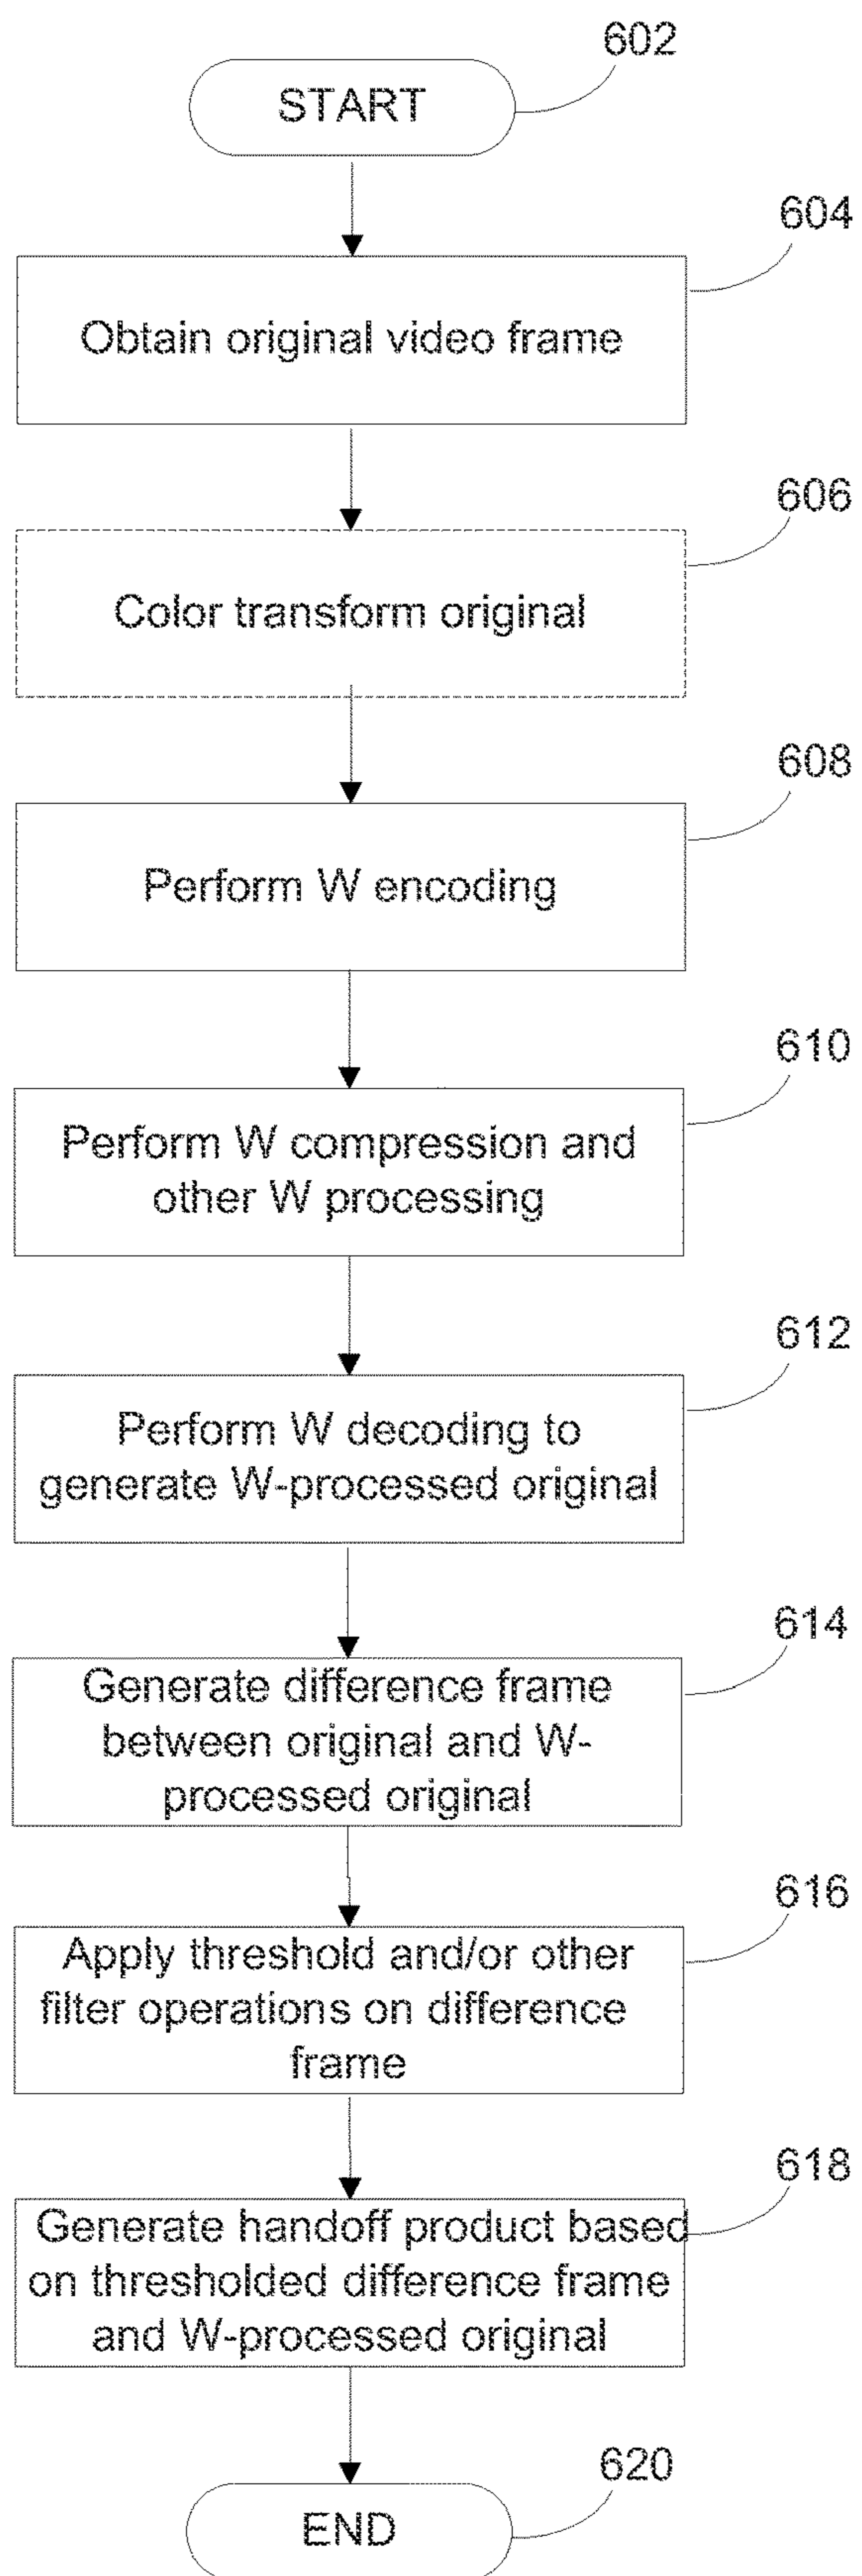 602
START
604
Obtain original video frame
606
Color transform original
608
Perform W encoding
610
Perform W compression and
other W processing
612
Perform W decoding to
generate W-processed original
614
Generate difference frame
between original and W-
processed original
616
Apply threshold and/or other
filter operations on difference
frame
618
Generate handoff product based
on thresholded difference frame
and W-processed original
620
END